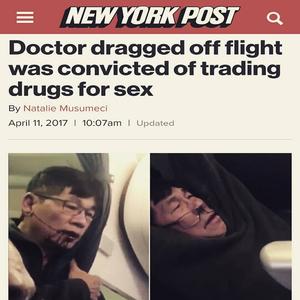 NEW YORK POST
Doctor dragged off flight
was convicted of trading
drugs for sex
By Natalie Musumeci
April 11, 2017 | 10:07am | Updated